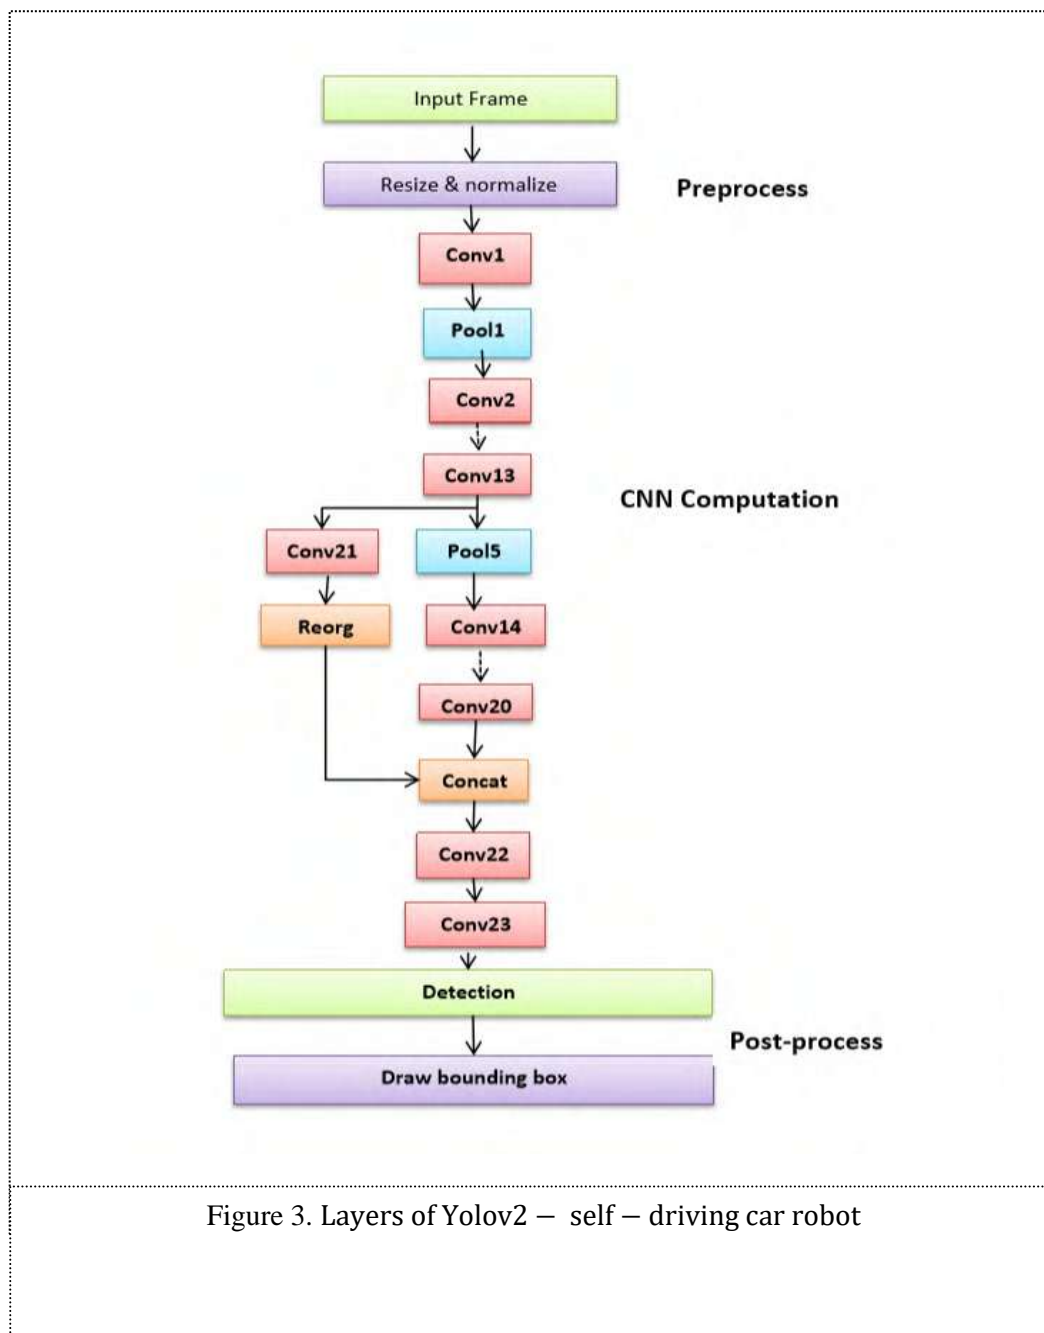 Input Frame
Resize & normalize
Preprocess
Conv1
Pool1
Conv2
Conv13
CNN Computation
Conv21
Pool5
Reorg
Conv14
Conv20
Concat
Conv22
Conv23
Detection
Post-process
Draw bounding box
Figure 3. Layers of Yolov2 − self − driving car robot